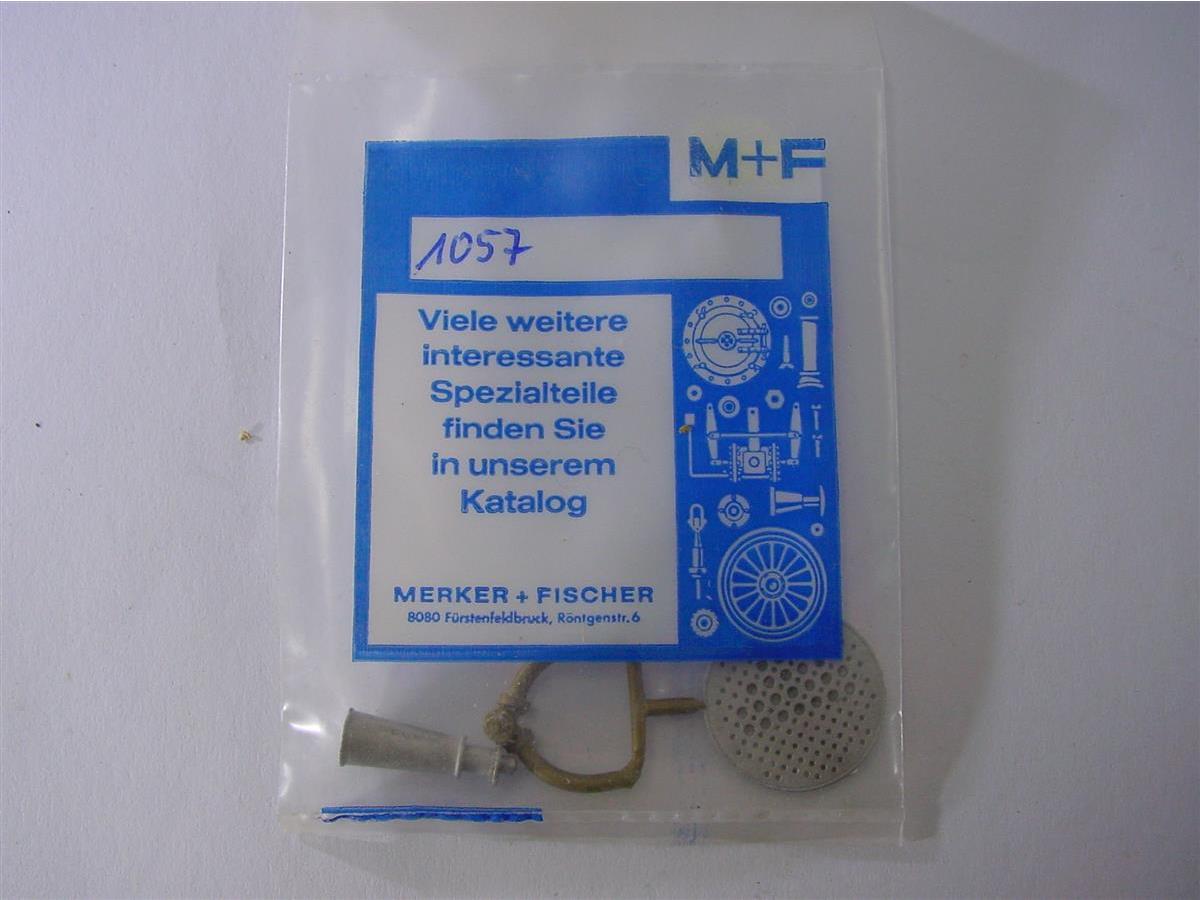 M+F
1057
Viele weitere
interessante
Spezialteile
finden Sie
in unserem
Katalog
MERKER + FISCHER
8080 Fürstenfeldbruck, Röntgenstr. 6